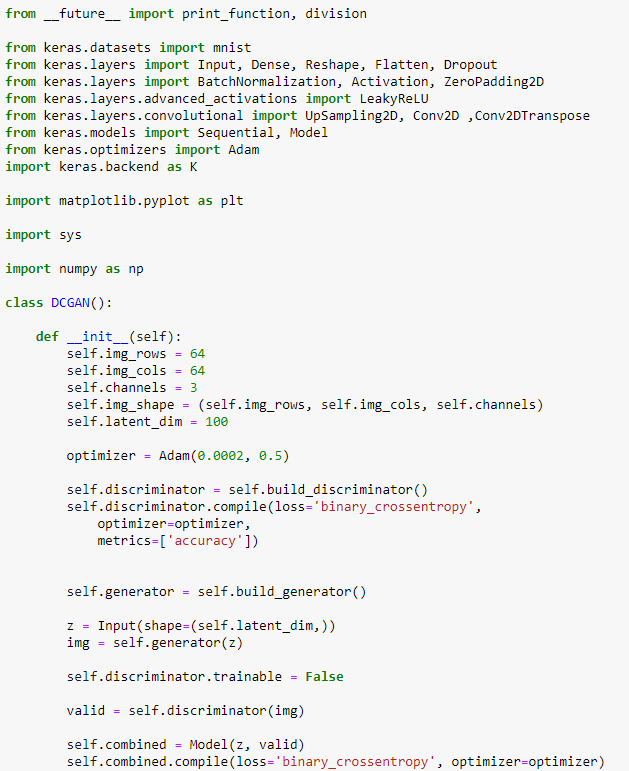 from __future__ import print_function, division

from keras.datasets import mnist
from keras.layers import Input, Dense, Reshape, Flatten, Dropout
from keras.layers import BatchNormalization, Activation, ZeroPadding2D
from keras.layers.advanced_activations import LeakyReLU
from keras.layers.convolutional import UpSampling2D, Conv2D ,Conv2DTranspose
from keras.models import Sequential, Model
from keras.optimizers import Adam
import keras.backend as K

import matplotlib.pyplot as plt

import sys

import numpy as np

class DCGAN():

    def __init__(self):
        self.img_rows = 64
        self.img_cols = 64
        self.channels = 3
        self.img_shape = (self.img_rows, self.img_cols, self.channels)
        self.latent_dim = 100

        optimizer = Adam(0.0002, 0.5)

        self.discriminator = self.build_discriminator()
        self.discriminator.compile(loss='binary_crossentropy',
            optimizer=optimizer,
            metrics=['accuracy'])


        self.generator = self.build_generator()

        z = Input(shape=(self.latent_dim,))
        img = self.generator(z)

        self.discriminator.trainable = False

        valid = self.discriminator(img)

        self.combined = Model(z, valid)
        self.combined.compile(loss='binary_crossentropy', optimizer=optimizer)